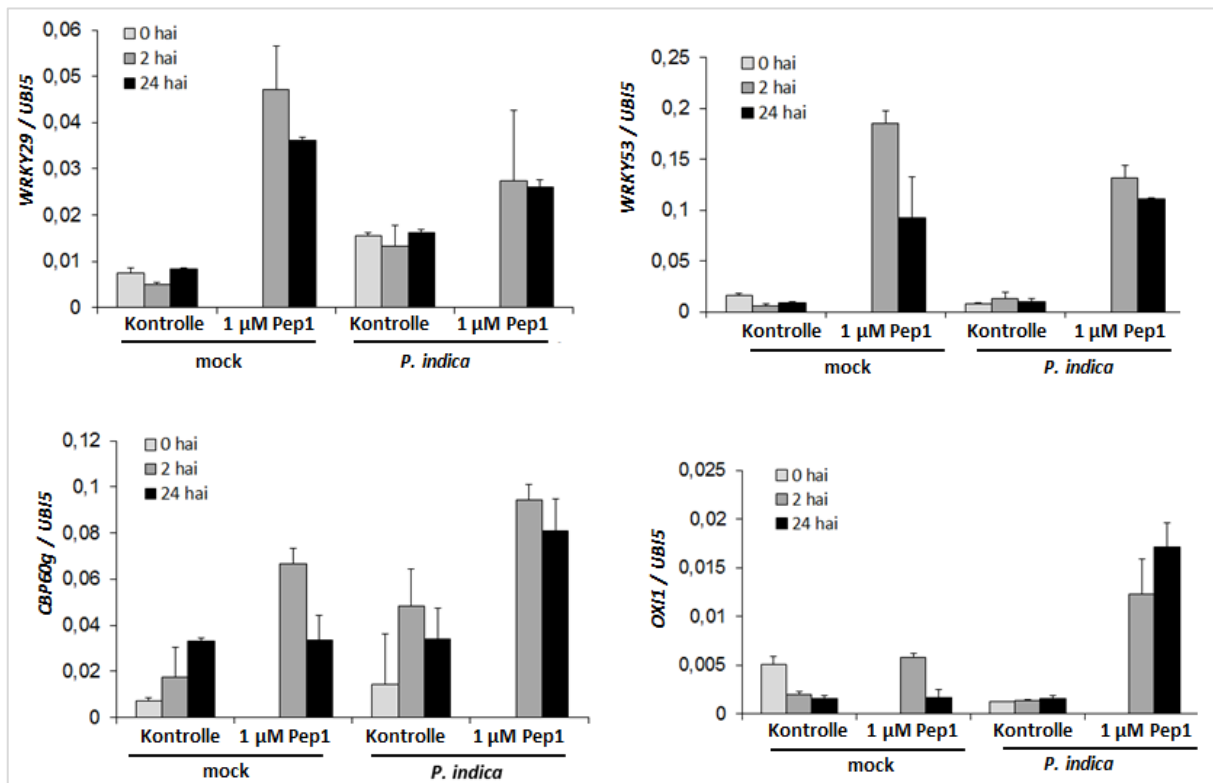 WRKY29 / UBI5
0,06
0,05
0,04
0,03
0,02
0,01
0
0 hai
2 hai
24 hai
Kontrolle 1 µM Pep1 Kontrolle 1 µM Pep1
mock P. indica
WRKY53 / UBI5
0,25
0,2
0,15
0,1
0,05
0
0 hai
2 hai
24 hai
Kontrolle 1 µM Pep1 Kontrolle 1 µM Pep1
mock P. indica
CBP60g / UBI5
0,12
0,1
0,08
0,06
0,04
0,02
0
0 hai
2 hai
24 hai
Kontrolle 1 µM Pep1 Kontrolle 1 µM Pep1
mock P. indica
OXI1 / UBI5
0,025
0,02
0,015
0,01
0,005
0
0 hai
2 hai
24 hai
Kontrolle 1 µM Pep1 Kontrolle 1 µM Pep1
mock P. indica